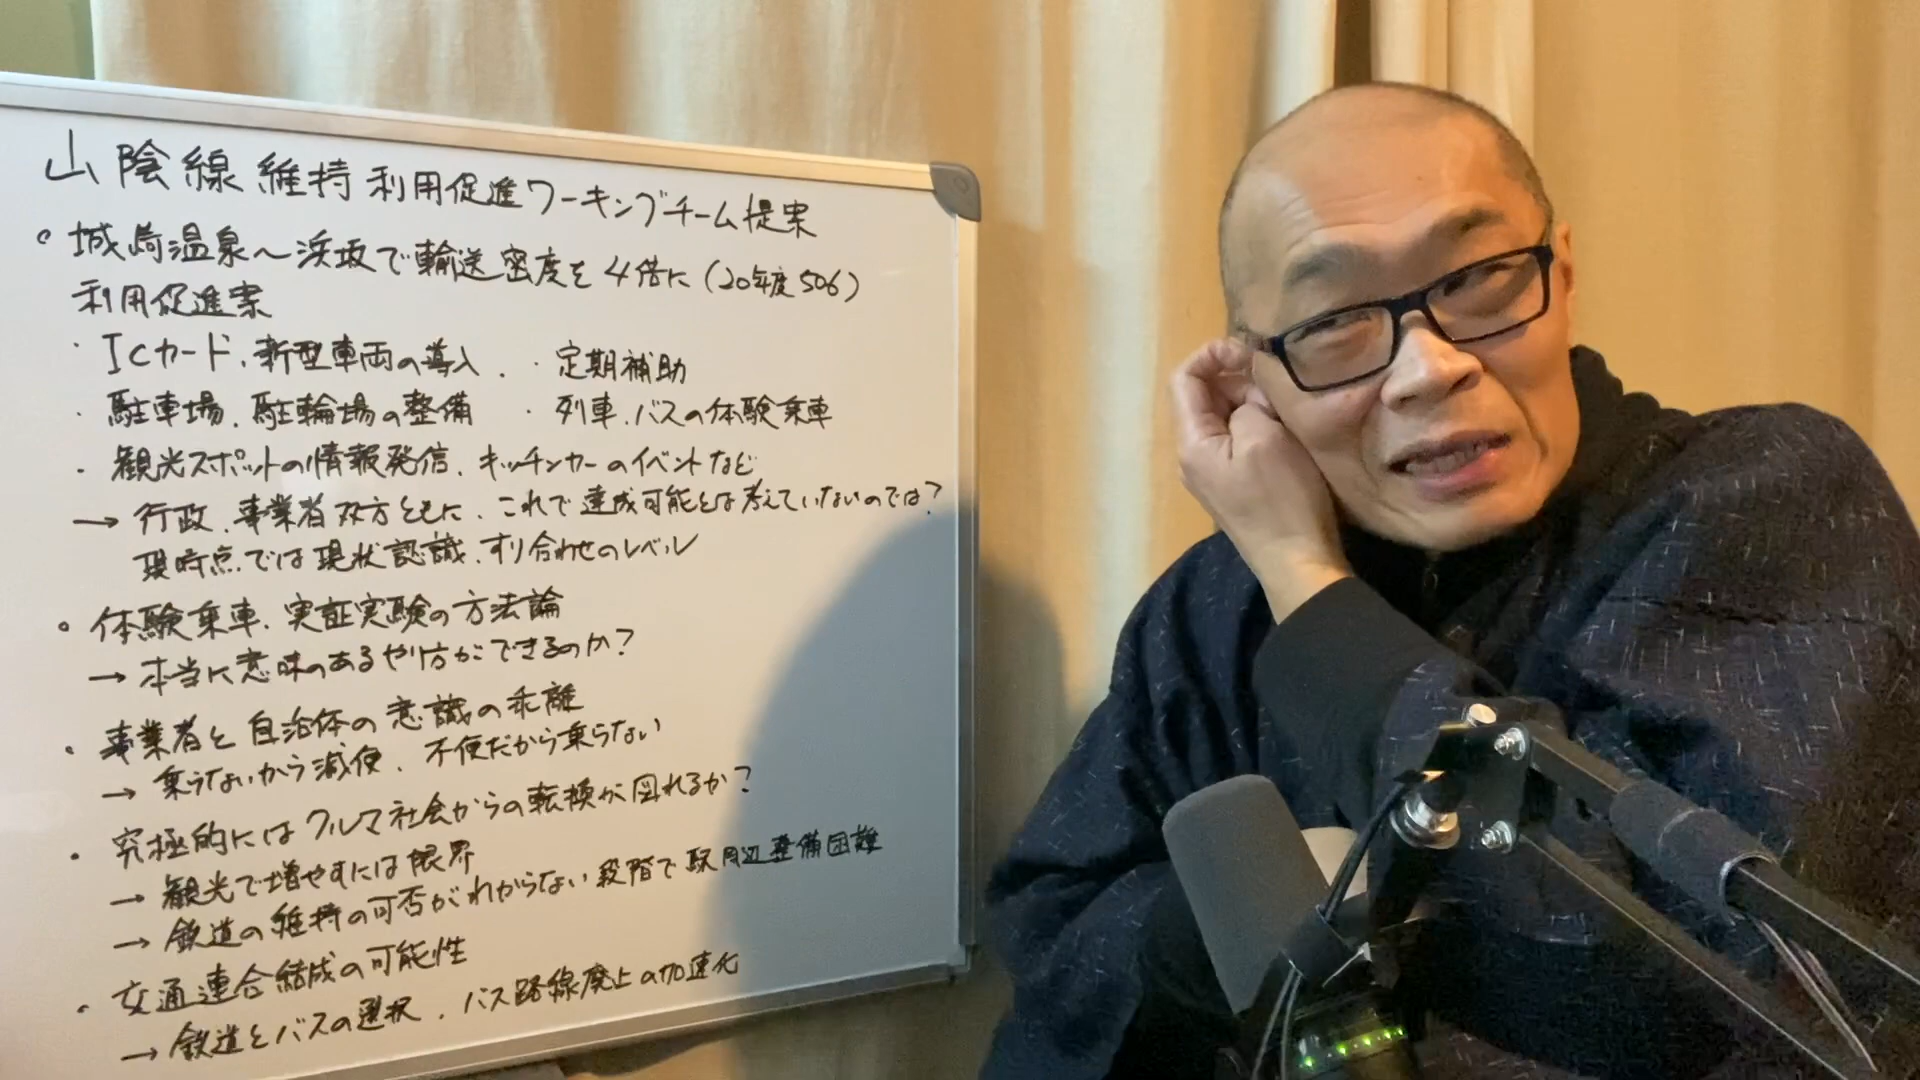 山陰線維持利用促進ワーキングチーム提案
。城崎温泉～浜坂で輸送密度を4倍に(20年度506)
利用促進案
・ICカード、新型車両の導入 ・定期補助
・駐車場、駐輪場の整備 ・列車、バスの体験乗車
・観光スポットの情報発信、キッチンカーのイベントなど
→ 行政、事業者双方ともに、これで達成可能とは考えていないのでは?
現時点では現状認識、すり合わせのレベル
。体験乗車、実証実験の方法論
→ 本当に意味のあるやり方ができるのか?
・事業者と自治体の意識の乖離
→ 乗らないから減便、不便だから乗らない
・究極的にはクルマ社会からの転換が図れるか?
→ 観光で増やすには限界
→ 鉄道の維持の可否がわからない段階で駅周辺整備困難
・交通連合結成の可能性
→ 鉄道とバスの選択、バス路線廃止の加速化